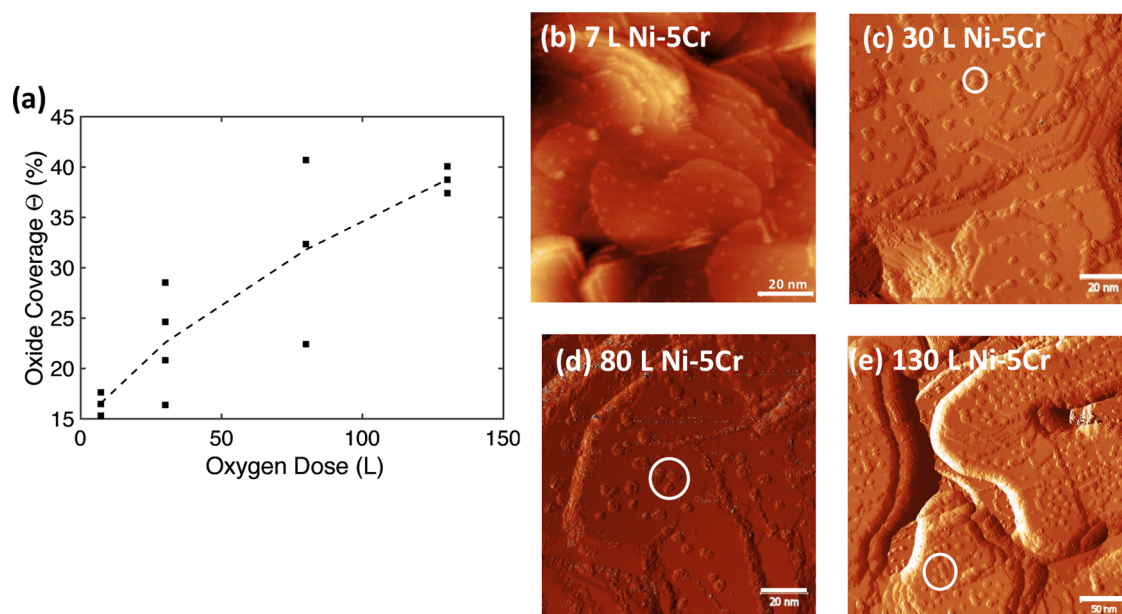 (a)
45
40
35
30
25
20
15
0
50
100
150
Oxide Coverage Θ (%)
Oxygen Dose (L)
(b) 7 L Ni-5Cr
20 nm
(c) 30 L Ni-5Cr
20 nm
(d) 80 L Ni-5Cr
20 nm
(e) 130 L Ni-5Cr
50 nm